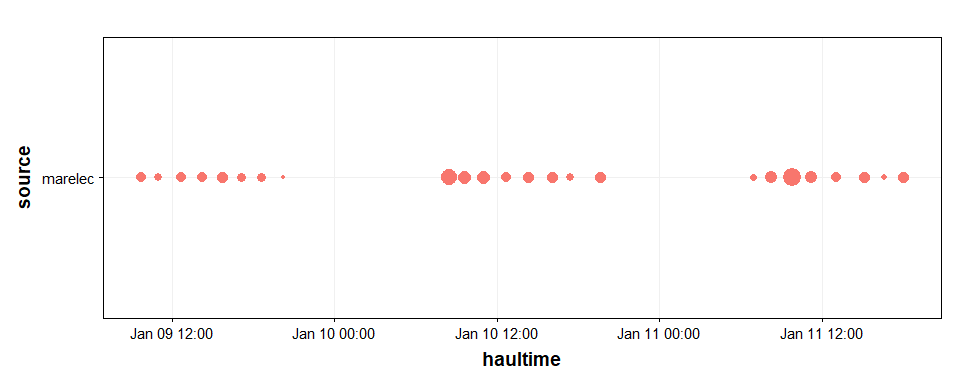 source
marelec
Jan 09 12:00
Jan 10 00:00
Jan 10 12:00
Jan 11 00:00
Jan 11 12:00
haultime